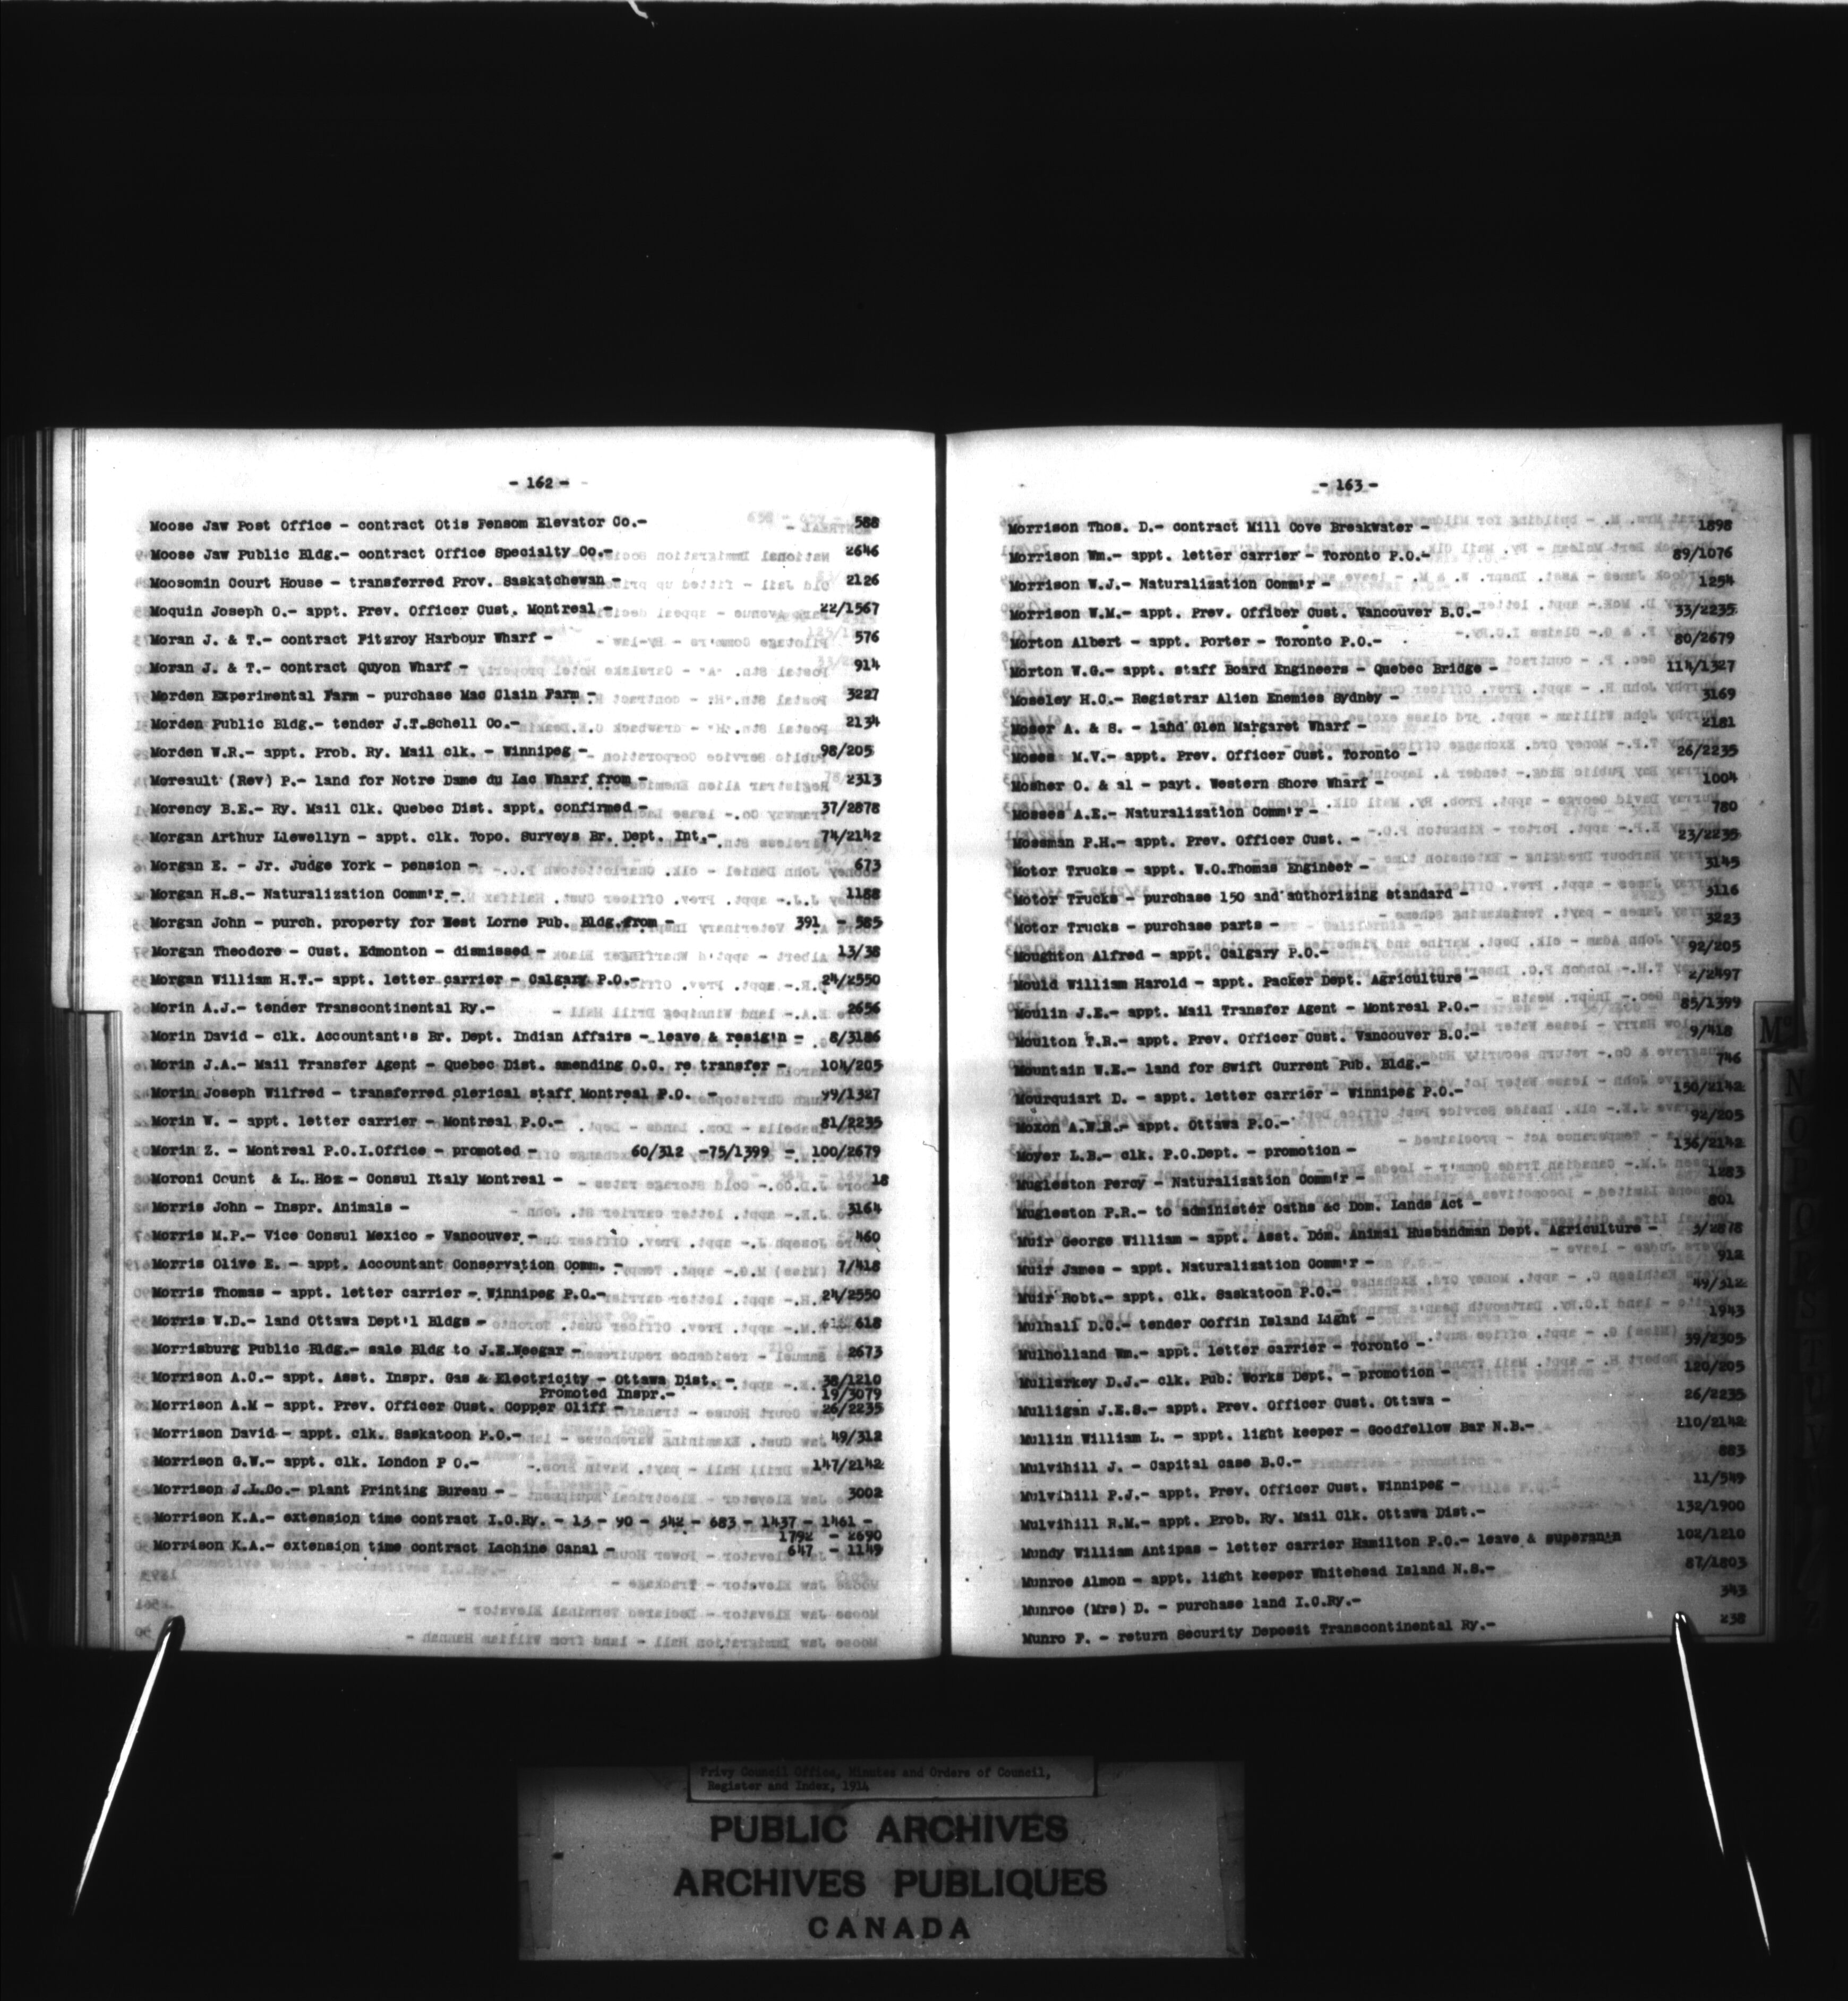 - 162 -
Moose Jaw Post Office - contract Otis Fensom Elevator Co.- 588
Moose Jaw Public Bldg.- contract Office Specialty Co.- 2646
Moosomin Court House - transferred Prov. Saskatchewan - 2126
Moquin Joseph O.- appt. Prev. Officer Cust. Montreal - 22/1567
Moran J. & T.- contract Fitzroy Harbour Wharf - 576
Moran J. & T.- contract Quyon Wharf - 914
Morden Experimental Farm - purchase Mac Clain Farm - 3227
Morden Public Bldg.- tender J.T.Schell Co.- 2134
Morden W.R.- appt. Prob. Ry. Mail clk. - Winnipeg - 98/205
Moreault (Rev) P.- land for Notre Dame du Lac Wharf from - 2313
Morency B.E.- Ry. Mail Clk. Quebec Dist. appt. confirmed - 37/2878
Morgan Arthur Llewellyn - appt. clk. Topo. Surveys Br. Dept. Int.- 74/2142
Morgan E. - Jr. Judge York - pension - 673
Morgan H.S.- Naturalization Comm'r - 1188
Morgan John - purch. property for West Lorne Pub. Bldg.from - 391 - 585
Morgan Theodore - Cust. Edmonton - dismissed - 13/38
Morgan William H.T.- appt. letter carrier - Calgary P.O.- 24/2550
Morin A.J.- tender Transcontinental Ry.- 2656
Morin David - clk. Accountant's Br. Dept. Indian Affairs - leave & resig'n - 8/3186
Morin J.A.- Mail Transfer Agent - Quebec Dist. amending O.C. re transfer - 104/205
Morin Joseph Wilfred - transferred clerical staff Montreal P.O. - 99/1327
Morin W. - appt. letter carrier - Montreal P.O.- 81/2235
Morin Z. - Montreal P.O.I.Office - promoted - 60/312 -75/1399 - 100/2679
Moroni Count & L. Hoz - Consul Italy Montreal - 18
Morris John - Inspr. Animals - 3164
Morris M.P.- Vice Consul Mexico - Vancouver - 460
Morris Olive E. - appt. Accountant Conservation Comm. - 7/418
Morris Thomas - appt. letter carrier - Winnipeg P.O.- 24/2550
Morris W.D.- land Ottawa Dept'l Bldgs - 618
Morrisburg Public Bldg.- sale Bldg to J.E.Meegar - 2673
Morrison A.C.- appt. Asst. Inspr. Gas & Electricity - Ottawa Dist. - 38/1210
Promoted Inspr.- 19/3079
Morrison A.M - appt. Prev. Officer Cust. Copper Cliff - 26/2235
Morrison David - appt. clk. Saskatoon P.O.- 49/312
Morrison G.W.- appt. clk. London P O.- 147/2142
Morrison J.L.Co.- plant Printing Bureau - 3002
Morrison K.A.- extension time contract I.C.Ry. - 13 - 90 - 342 - 683 - 1437 - 1461 -
1792 - 2690
Morrison K.A.- extension time contract Lachine Canal - 647 - 1149
- 163 -
Morrison Thos. D.- contract Mill Cove Breakwater - 1898
Morrison Wm.- appt. letter carrier - Toronto P.O.- 89/1076
Morrison W.J.- Naturalization Comm'r - 1254
Morrison W.M.- appt. Prev. Officer Cust. Vancouver B.C.- 33/2235
Morton Albert - appt. Porter - Toronto P.O.- 80/2679
Morton W.G.- appt. staff Board Engineers - Quebec Bridge - 114/1327
Moseley H.C.- Registrar Alien Enemies Sydney - 3169
Moser A. & S. - land Glen Margaret Wharf - 2181
Moses M.V.- appt. Prev. Officer Cust. Toronto - 26/2235
Mosher O. & al - payt. Western Shore Wharf - 1004
Mosses A.E.- Naturalization Comm'r - 780
Mossman P.H.- appt. Prev. Officer Cust. - 23/2235
Motor Trucks - appt. W.O.Thomas Engineer - 3145
Motor Trucks - purchase 150 and authorizing standard - 3116
Motor Trucks - purchase parts - 3223
Moughton Alfred - appt. Calgary P.O.- 92/205
Mould William Harold - appt. Packer Dept. Agriculture - 2/2497
Moulin J.E.- appt. Mail Transfer Agent - Montreal P.O.- 85/1399
Moulton T.R.- appt. Prev. Officer Cust. Vancouver B.C.- 9/418
Mountain W.E.- land for Swift Current Pub. Bldg.- 746
Mourquiart D. - appt. letter carrier - Winnipeg P.O.- 150/2142
Moxon A.W.R.- appt. Ottawa P.O.- 92/205
Moyer L.B.- clk. P.O.Dept. - promotion - 136/2142
Mugleston Percy - Naturalization Comm'r - 1283
Mugleston P.R.- to administer Oaths &c Dom. Lands Act - 801
Muir George William - appt. Asst. Dom. Animal Husbandman Dept. Agriculture - 3/2878
Muir James - appt. Naturalization Comm'r - 912
Muir Robt.- appt. clk. Saskatoon P.O.- 49/312
Mulhall D.C.- tender Coffin Island Light - 1943
Mulholland Wm.- appt. letter carrier - Toronto - 39/2305
Mullarkey D.J.- clk. Pub. Works Dept. - promotion - 120/205
Mulligan J.E.S.- appt. Prev. Officer Cust. Ottawa - 26/2235
Mullin William L. - appt. light keeper - Goodfellow Bar N.B.- 110/2142
Mulvihill J. - Capital case B.C.- 883
Mulvihill P.J.- appt. Prev. Officer Cust. Winnipeg - 11/549
Mulvihill R.M.- appt. Prob. Ry. Mail Clk. Ottawa Dist.- 132/1900
Mundy William Antipas - letter carrier Hamilton P.O.- leave & superan'n 102/1210
Munroe Almon - appt. light keeper Whitehead Island N.S.- 87/1803
Munroe (Mrs) D. - purchase land I.C.Ry.- 343
Munro F. - return Security Deposit Transcontinental Ry.- 238
Mc
N
O
Privy Council Office, Minutes and Orders of Council,
Register and Index, 1914
PUBLIC ARCHIVES
ARCHIVES PUBLIQUES
CANADA